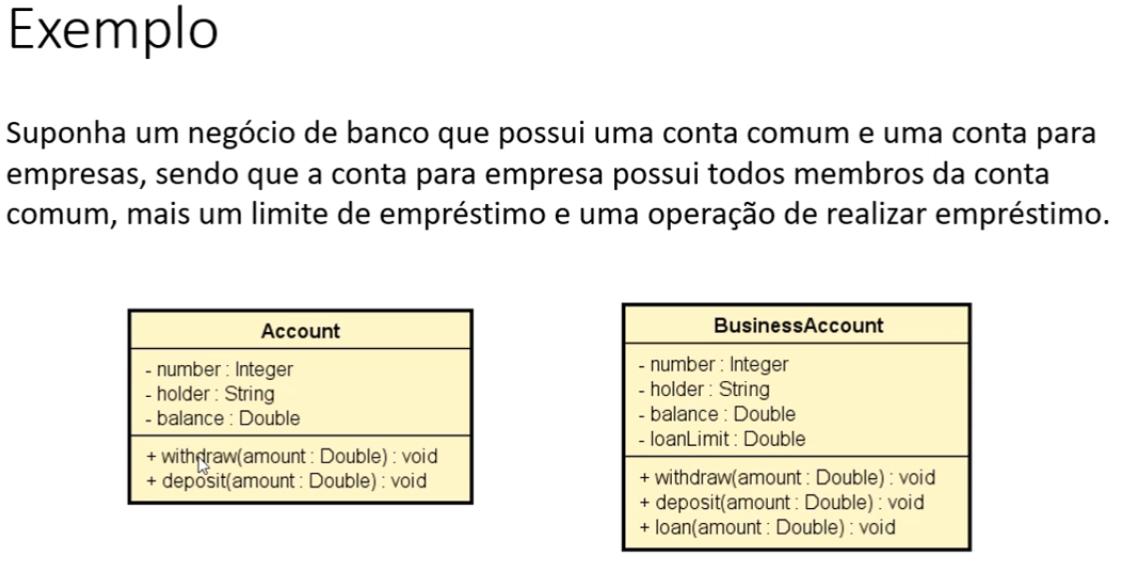 Exemplo
Suponha um negócio de banco que possui uma conta comum e uma conta para
empresas, sendo que a conta para empresa possui todos membros da conta
comum, mais um limite de empréstimo e uma operação de realizar empréstimo.
Account
- number : Integer
- holder : String
- balance : Double
+ withdraw(amount : Double) : void
+ deposit(amount : Double) : void
BusinessAccount
- number : Integer
- holder : String
- balance : Double
- loanLimit : Double
+ withdraw(amount : Double) : void
+ deposit(amount : Double) : void
+ loan(amount : Double) : void